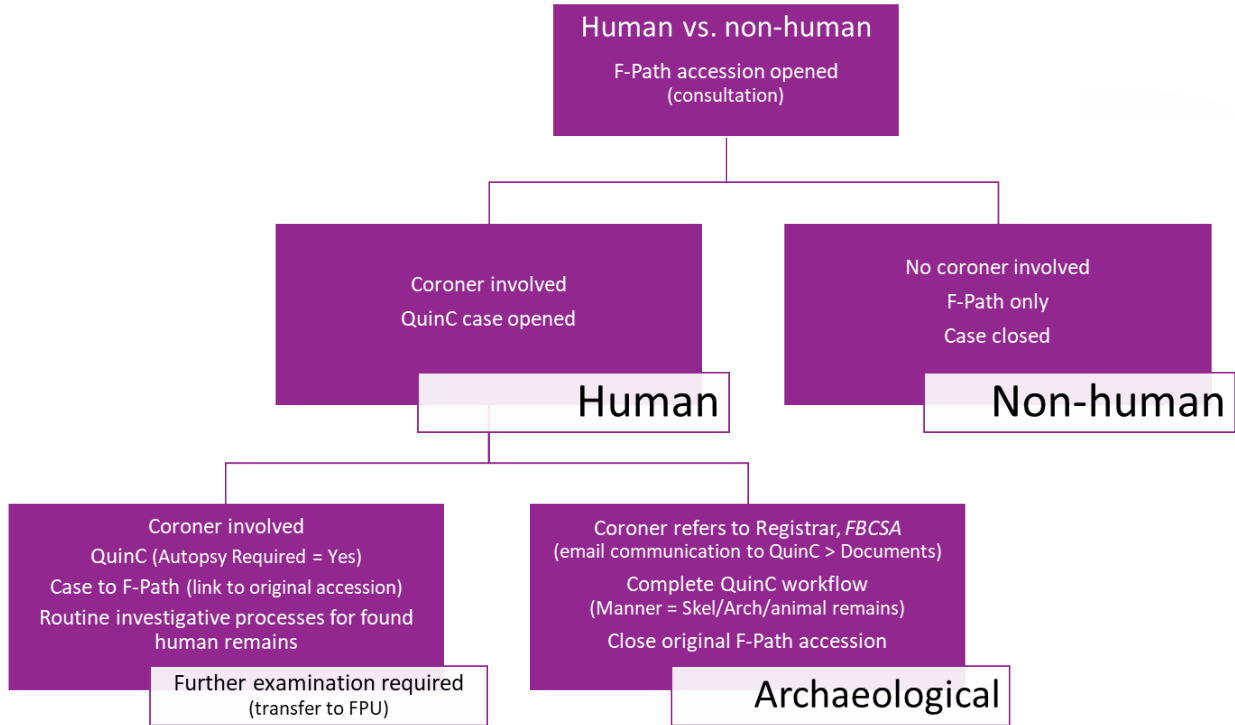 Human vs. non-human
F-Path accession opened
(consultation)
Coroner involved
QuinC case opened
Human
No coroner involved
F-Path only
Case closed
Non-human
Coroner involved
QuinC (Autopsy Required = Yes)
Case to F-Path (link to original accession)
Routine investigative processes for found
human remains
Further examination required
(transfer to FPU)
Coroner refers to Registrar, FBCSA
(email communication to QuinC > Documents)
Complete QuinC workflow
(Manner = Skel/Arch/animal remains)
Close original F-Path accession
Archaeological